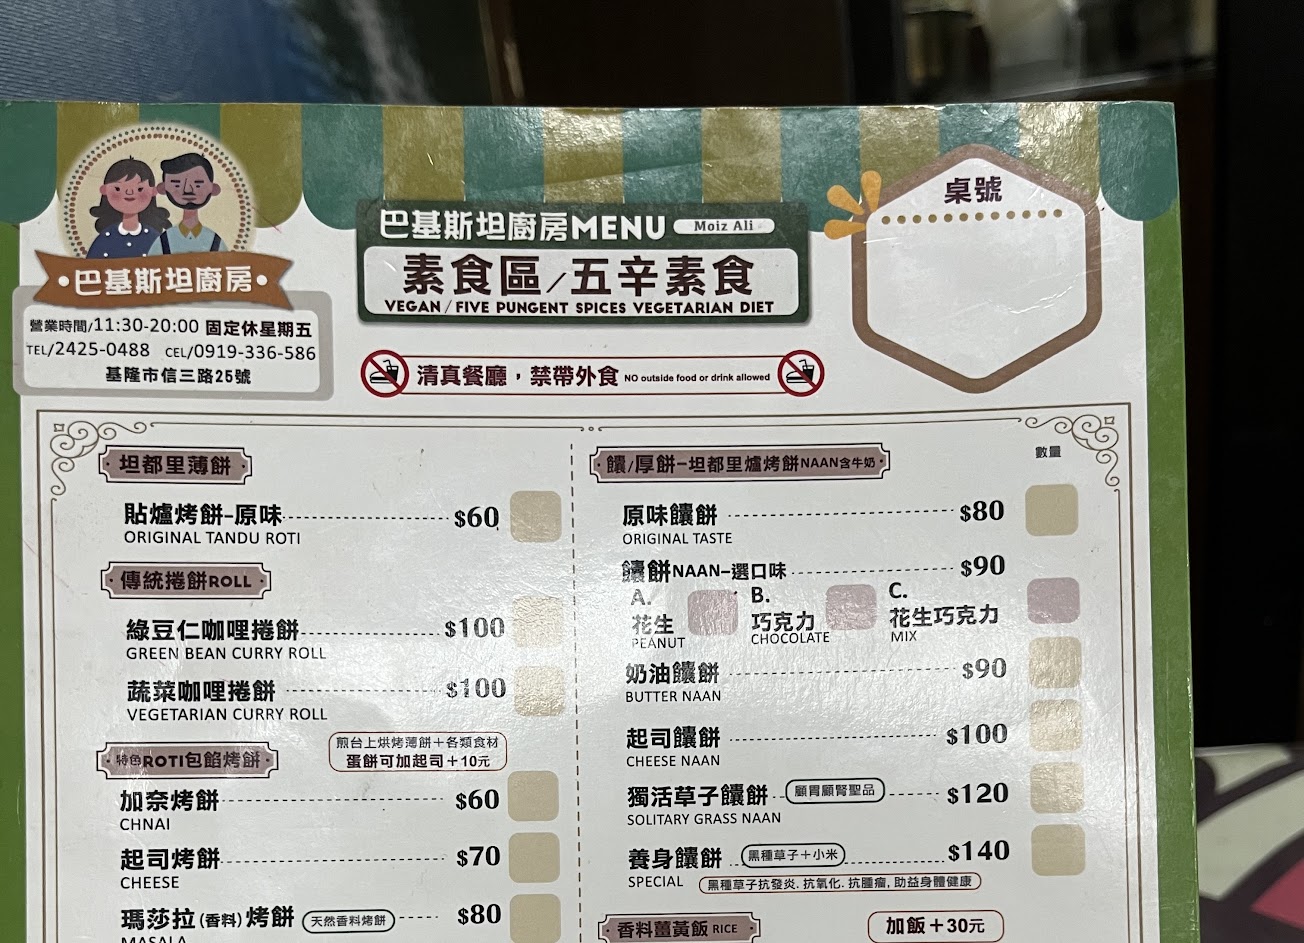 巴基斯坦廚房
營業時間/11:30-20:00 固定休星期五
TEL/2425-0488 CEL/0919-336-586
基隆市信三路25號
巴基斯坦廚房MENU Moiz Ali
素食區/五辛素食
VEGAN/FIVE PUNGENT SPICES VEGETARIAN DIET
清真餐廳，禁帶外食 NO outside food or drink allowed
桌號
坦都里薄餅
貼爐烤餅-原味 $60
ORIGINAL TANDU ROTI
傳統捲餅ROLL
綠豆仁咖哩捲餅 $100
GREEN BEAN CURRY ROLL
蔬菜咖哩捲餅 $100
VEGETARIAN CURRY ROLL
特色ROTI包餡烤餅
煎台上烘烤薄餅＋各類食材
蛋餅可加起司＋10元
加奈烤餅 $60
CHNAI
起司烤餅 $70
CHEESE
瑪莎拉(香料)烤餅 天然香料烤餅 $80
MASALA
饢/厚餅-坦都里爐烤餅NAAN含牛奶
數量
原味饢餅 $80
ORIGINAL TASTE
饢餅NAAN-選口味 $90
A. B. C.
花生 巧克力 花生巧克力
PEANUT CHOCOLATE MIX
奶油饢餅 $90
BUTTER NAAN
起司饢餅 $100
CHEESE NAAN
獨活草子饢餅 顧胃顧腎聖品 $120
SOLITARY GRASS NAAN
養身饢餅 黑種草子＋小米 $140
SPECIAL 黑種草子抗發炎. 抗氧化. 抗腫瘤, 助益身體健康
香料薑黃飯 RICE 加飯＋30元